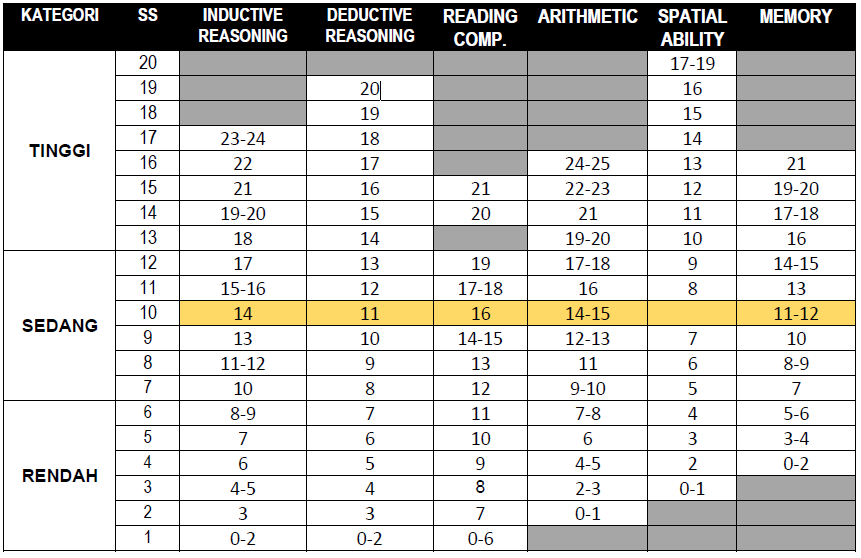 KATEGORI SS INDUCTIVE REASONING DEDUCTIVE REASONING READING COMP. ARITHMETIC SPATIAL ABILITY MEMORY
TINGGI
20 17-19
19 20 16
18 19 15
17 23-24 18 14
16 22 17 24-25 13 21
15 21 16 21 22-23 12 19-20
14 19-20 15 20 21 11 17-18
13 18 14 19-20 10 16
SEDANG
12 17 13 19 17-18 9 14-15
11 15-16 12 17-18 16 8 13
10 14 11 16 14-15 11-12
9 13 10 14-15 12-13 7 10
8 11-12 9 13 11 6 8-9
7 10 8 12 9-10 5 7
RENDAH
6 8-9 7 11 7-8 4 5-6
5 7 6 10 6 3 3-4
4 6 5 9 4-5 2 0-2
3 4-5 4 8 2-3 0-1
2 3 3 7 0-1
1 0-2 0-2 0-6